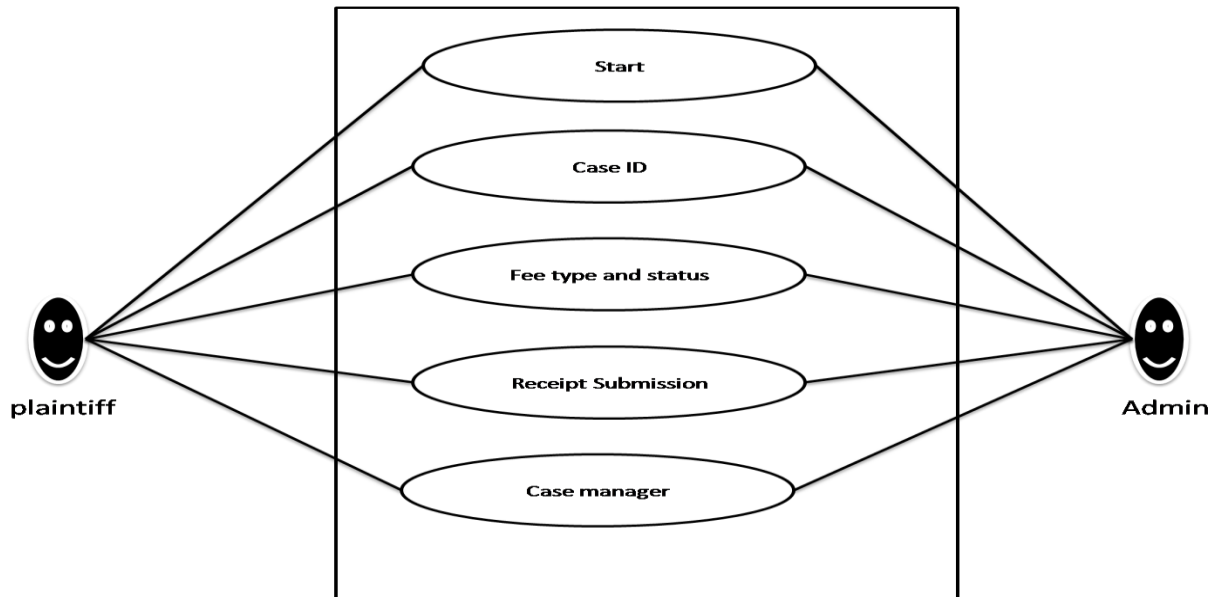 Start
Case ID
Fee type and status
Receipt Submission
plaintiff
Admin
Case manager